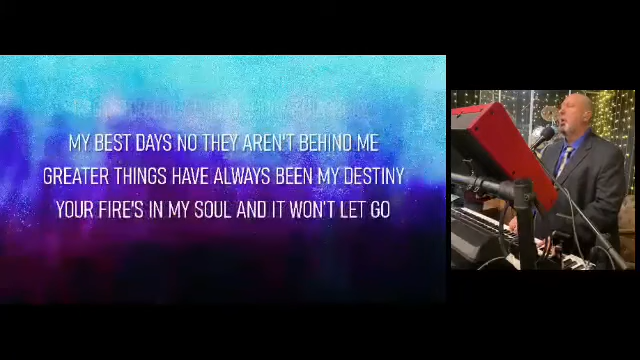 MY BEST DAYS NO THEY AREN'T BEHIND ME
GREATER THINGS HAVE ALWAYS BEEN MY DESTINY
YOUR FIRE'S IN MY SOUL AND IT WON'T LET GO